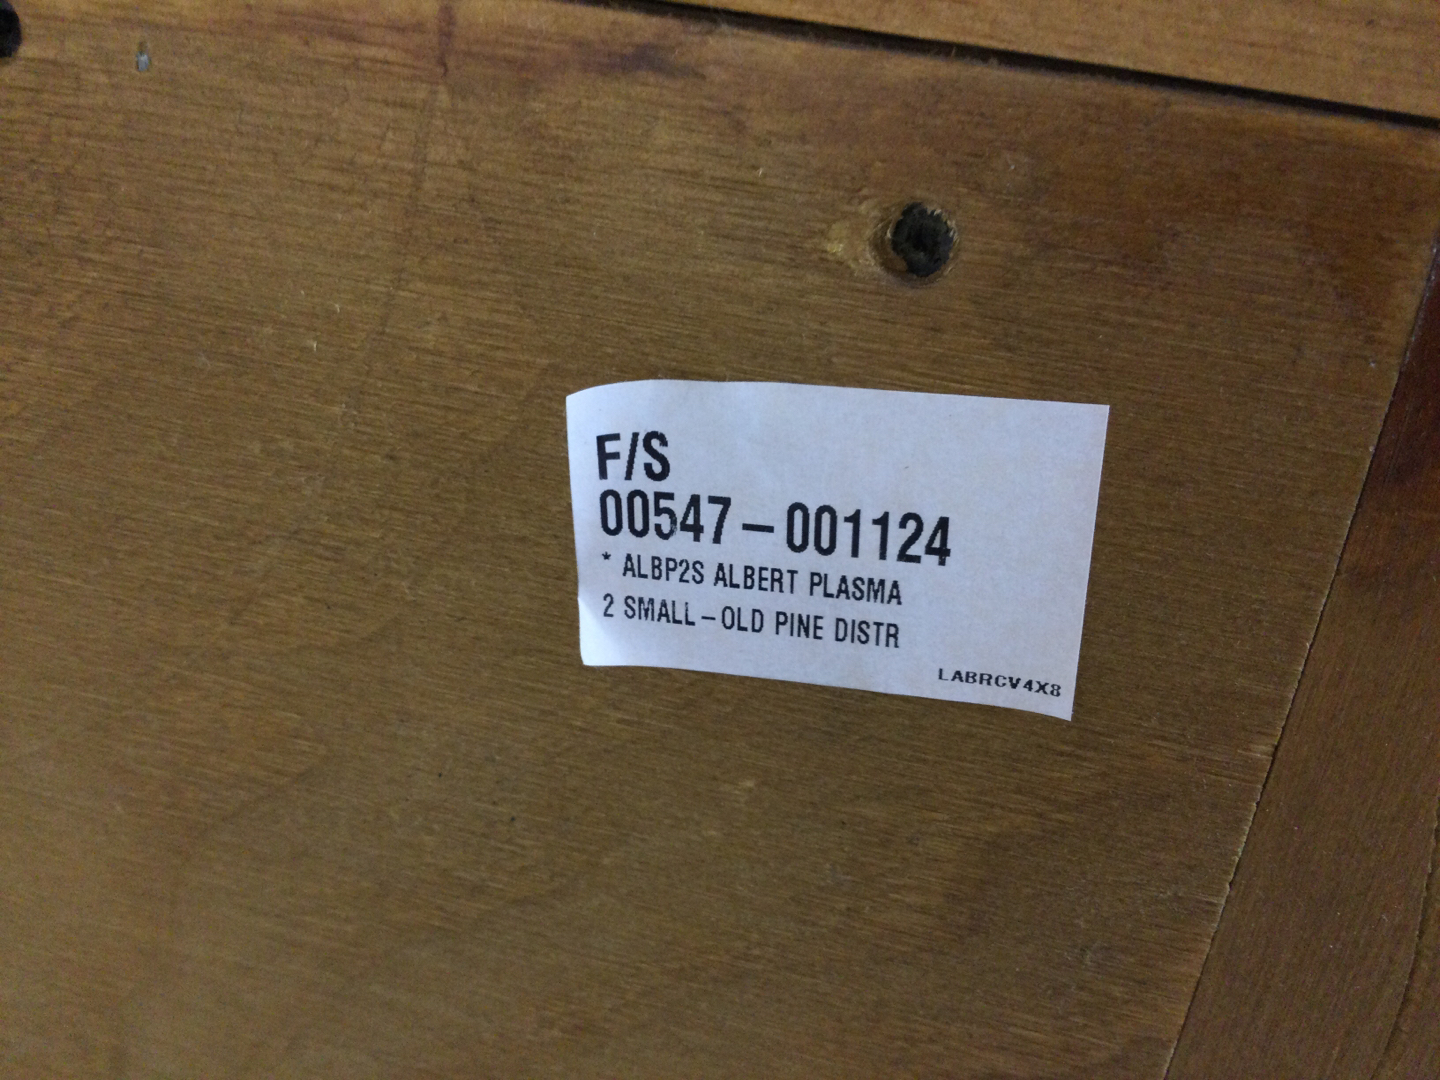 F/S
00547-001124
* ALBP2S ALBERT PLASMA
2 SMALL-OLD PINE DISTR
LABRCV4X8